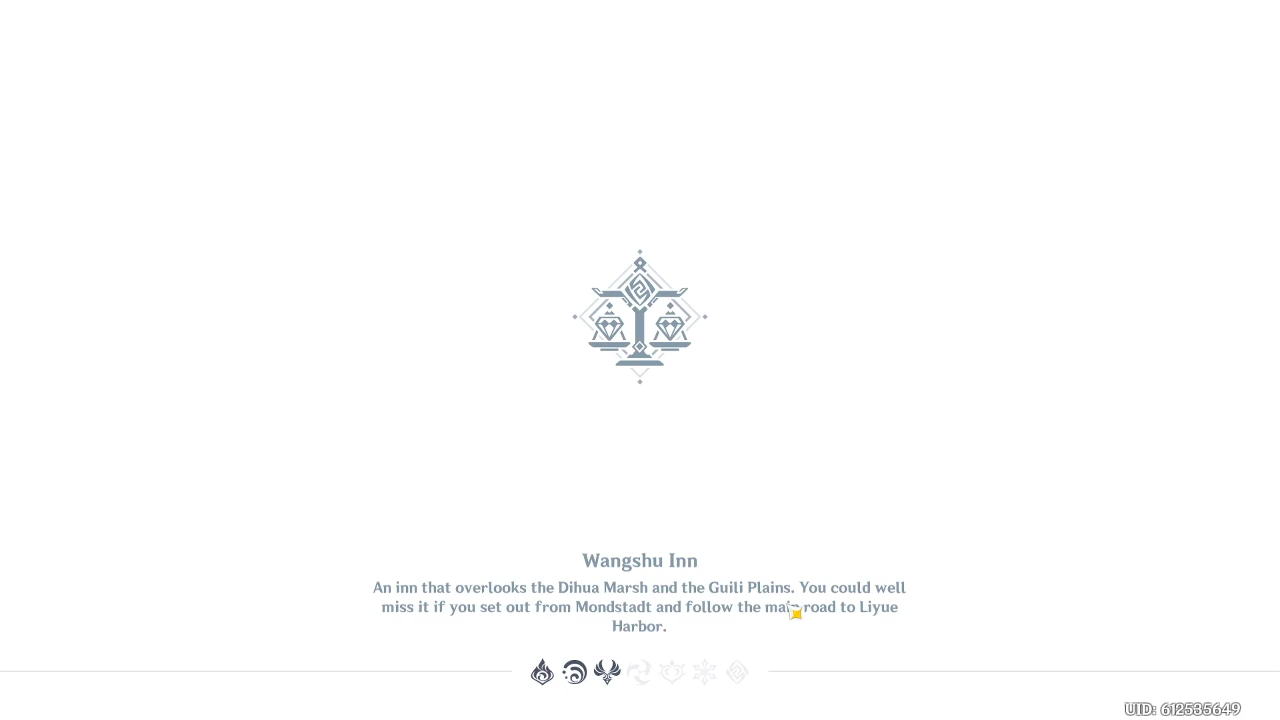 Wangshu Inn
An inn that overlooks the Dihua Marsh and the Guili Plains. You could well
miss it if you set out from Mondstadt and follow the main road to Liyue
Harbor.
UID: 612535649